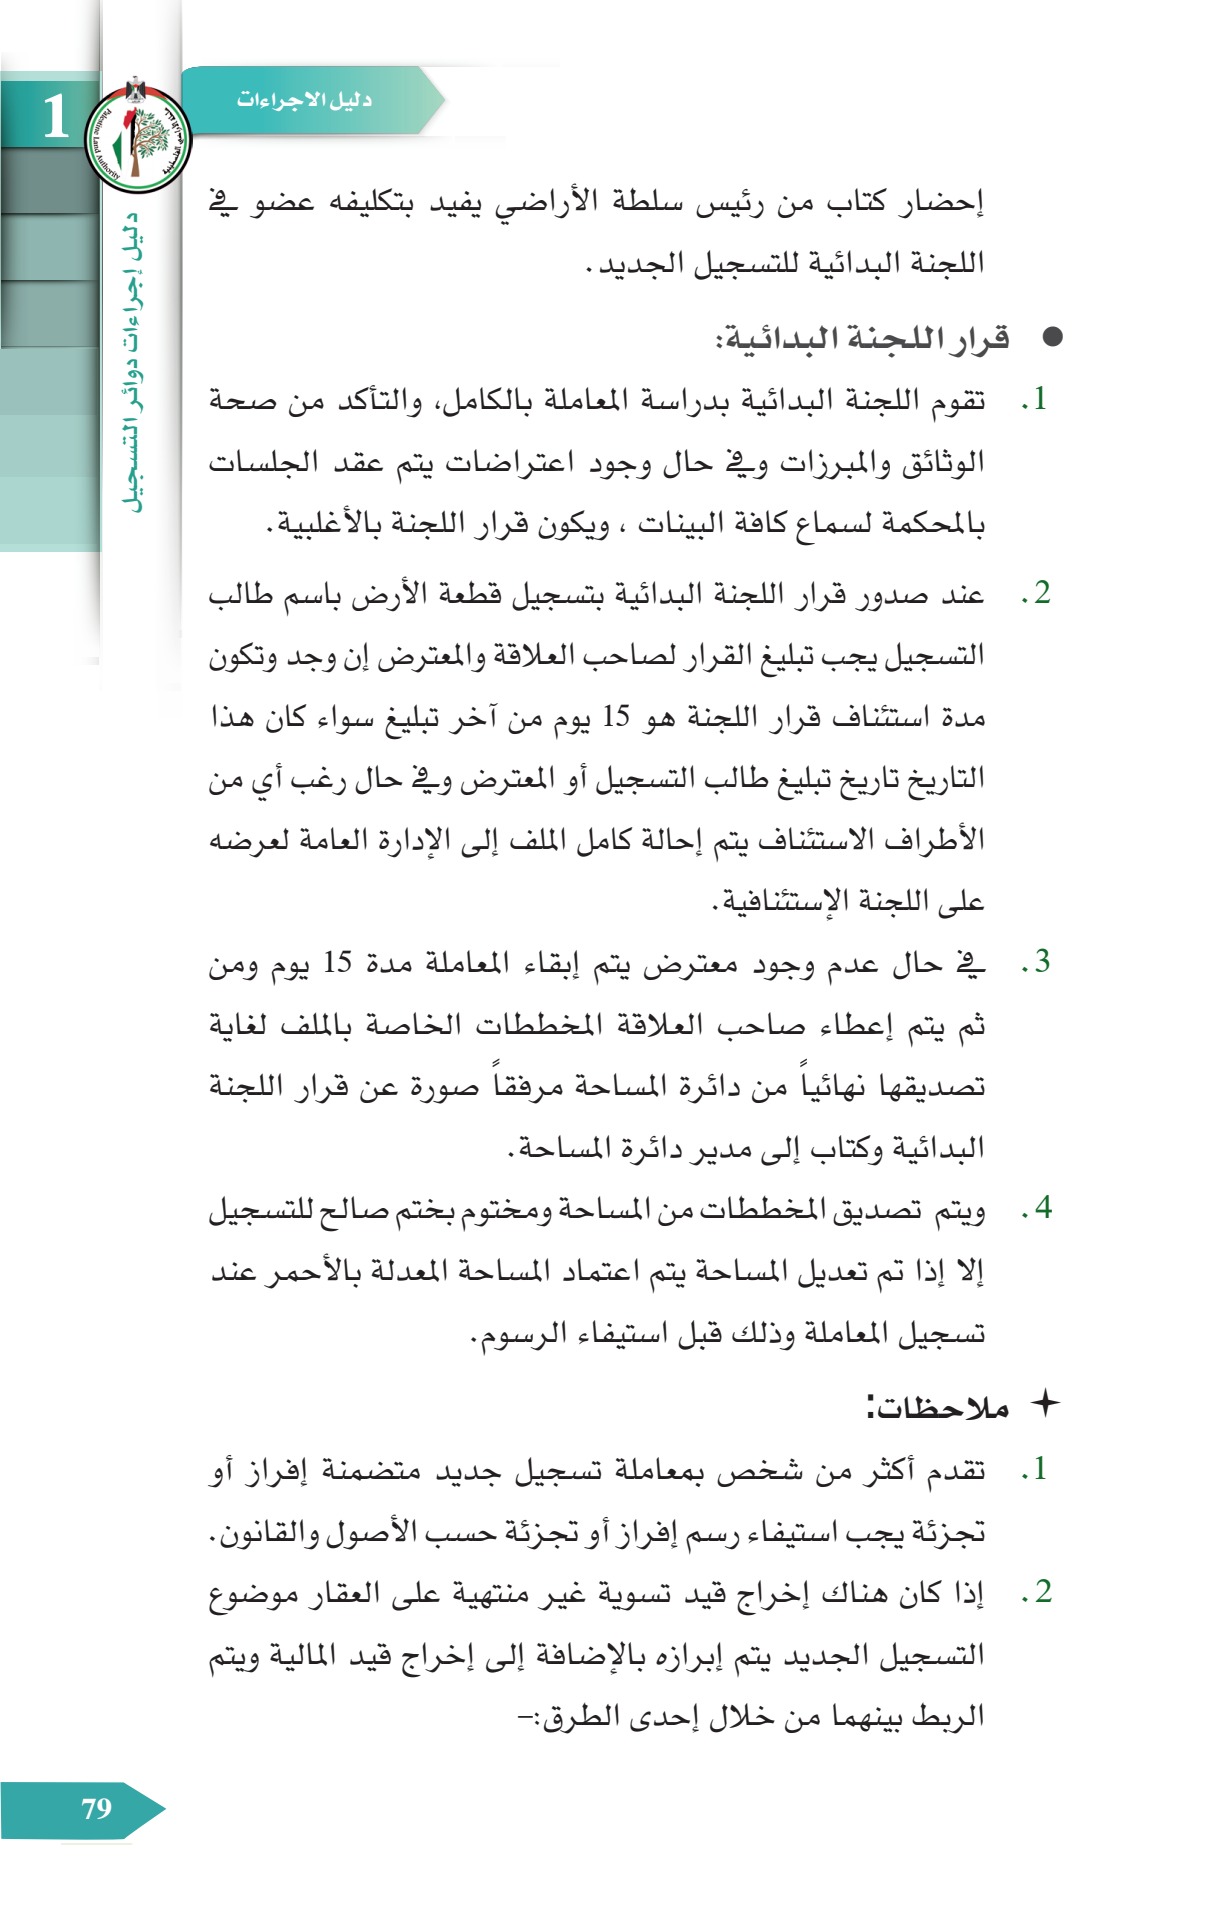 دليل الاجراءات
1
Palestine Land Authority
دليل إجراءات دوائر التسجيل
إحضار كتاب من رئيس سلطة الأراضي يفيد بتكليفه عضو في
اللجنة البدائية للتسجيل الجديد.
● قرار اللجنة البدائية:
1. تقوم اللجنة البدائية بدراسة المعاملة بالكامل، والتأكد من صحة
الوثائق والمبرزات وفي حال وجود اعتراضات يتم عقد الجلسات
بالمحكمة لسماع كافة البينات ، ويكون قرار اللجنة بالأغلبية.
2. عند صدور قرار اللجنة البدائية بتسجيل قطعة الأرض باسم طالب
التسجيل يجب تبليغ القرار لصاحب العلاقة والمعترض إن وجد وتكون
مدة استئناف قرار اللجنة هو 15 يوم من آخر تبليغ سواء كان هذا
التاريخ تاريخ تبليغ طالب التسجيل أو المعترض وفي حال رغب أي من
الأطراف الاستئناف يتم إحالة كامل الملف إلى الإدارة العامة لعرضه
على اللجنة الإستئنافية.
3. في حال عدم وجود معترض يتم إبقاء المعاملة مدة 15 يوم ومن
ثم يتم إعطاء صاحب العلاقة المخططات الخاصة بالملف لغاية
تصديقها نهائياً من دائرة المساحة مرفقاً صورة عن قرار اللجنة
البدائية وكتاب إلى مدير دائرة المساحة.
4. ويتم تصديق المخططات من المساحة ومختوم بختم صالح للتسجيل
إلا إذا تم تعديل المساحة يتم اعتماد المساحة المعدلة بالأحمر عند
تسجيل المعاملة وذلك قبل استيفاء الرسوم.
✦ ملاحظات:
1. تقدم أكثر من شخص بمعاملة تسجيل جديد متضمنة إفراز أو
تجزئة يجب استيفاء رسم إفراز أو تجزئة حسب الأصول والقانون.
2. إذا كان هناك إخراج قيد تسوية غير منتهية على العقار موضوع
التسجيل الجديد يتم إبرازه بالإضافة إلى إخراج قيد المالية ويتم
الربط بينهما من خلال إحدى الطرق:–
79